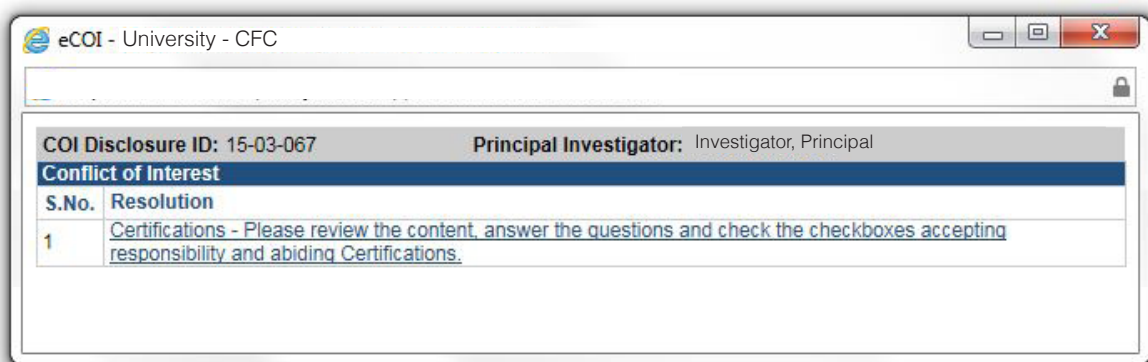 eCOI - University - CFC
COI Disclosure ID: 15-03-067 Principal Investigator: Investigator, Principal
Conflict of Interest
S.No. Resolution
1 Certifications - Please review the content, answer the questions and check the checkboxes accepting
responsibility and abiding Certifications.